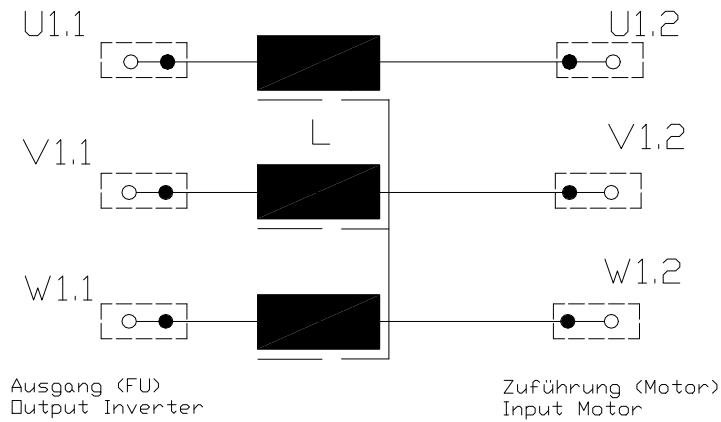 U1.1
U1.2
L
V1.1
V1.2
W1.1
W1.2
Ausgang (FU)
Output Inverter
Zuführung (Motor)
Input Motor